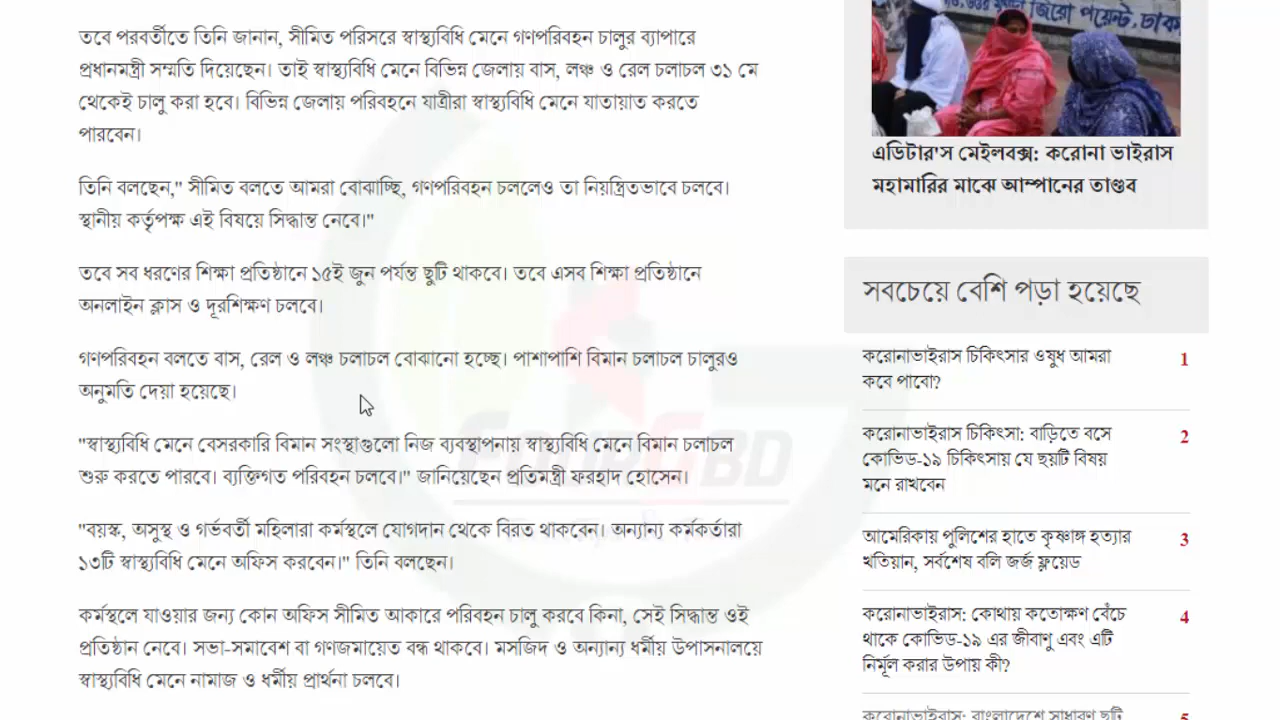 তবে পরবর্তীতে তিনি জানান, সীমিত পরিসরে স্বাস্থ্যবিধি মেনে গণপরিবহন চালুর ব্যাপারে
প্রধানমন্ত্রী সম্মতি দিয়েছেন। তাই স্বাস্থ্যবিধি মেনে বিভিন্ন জেলায় বাস, লঞ্চ ও রেল চলাচল ৩১ মে
থেকেই চালু করা হবে। বিভিন্ন জেলায় পরিবহনে যাত্রীরা স্বাস্থ্যবিধি মেনে যাতায়াত করতে
পারবেন।
তিনি বলছেন," সীমিত বলতে আমরা বোঝাচ্ছি, গণপরিবহন চললেও তা নিয়ন্ত্রিতভাবে চলবে।
স্থানীয় কর্তৃপক্ষ এই বিষয়ে সিদ্ধান্ত নেবে।"
তবে সব ধরণের শিক্ষা প্রতিষ্ঠানে ১৫ই জুন পর্যন্ত ছুটি থাকবে। তবে এসব শিক্ষা প্রতিষ্ঠানে
অনলাইন ক্লাস ও দূরশিক্ষণ চলবে।
গণপরিবহন বলতে বাস, রেল ও লঞ্চ চলাচল বোঝানো হচ্ছে। পাশাপাশি বিমান চলাচল চালুরও
অনুমতি দেয়া হয়েছে।
"স্বাস্থ্যবিধি মেনে বেসরকারি বিমান সংস্থাগুলো নিজ ব্যবস্থাপনায় স্বাস্থ্যবিধি মেনে বিমান চলাচল
শুরু করতে পারবে। ব্যক্তিগত পরিবহন চলবে।" জানিয়েছেন প্রতিমন্ত্রী ফরহাদ হোসেন।
"বয়স্ক, অসুস্থ ও গর্ভবর্তী মহিলারা কর্মস্থলে যোগদান থেকে বিরত থাকবেন। অন্যান্য কর্মকর্তারা
১৩টি স্বাস্থ্যবিধি মেনে অফিস করবেন।" তিনি বলছেন।
কর্মস্থলে যাওয়ার জন্য কোন অফিস সীমিত আকারে পরিবহন চালু করবে কিনা, সেই সিদ্ধান্ত ওই
প্রতিষ্ঠান নেবে। সভা-সমাবেশ বা গণজমায়েত বন্ধ থাকবে। মসজিদ ও অন্যান্য ধর্মীয় উপাসনালয়ে
স্বাস্থ্যবিধি মেনে নামাজ ও ধর্মীয় প্রার্থনা চলবে।
জিরো পয়েন্ট, ঢাক
এডিটার'স মেইলবক্স: করোনা ভাইরাস
মহামারির মাঝে আম্পানের তাণ্ডব
সবচেয়ে বেশি পড়া হয়েছে
করোনাভাইরাস চিকিৎসার ওষুধ আমরা 1
কবে পাবো?
করোনাভাইরাস চিকিৎসা: বাড়িতে বসে 2
কোভিড-১৯ চিকিৎসায় যে ছয়টি বিষয়
মনে রাখবেন
আমেরিকায় পুলিশের হাতে কৃষ্ণাঙ্গ হত্যার 3
খতিয়ান, সর্বশেষ বলি জর্জ ফ্লয়েড
করোনাভাইরাস: কোথায় কতোক্ষণ বেঁচে 4
থাকে কোভিড-১৯ এর জীবাণু এবং এটি
নির্মূল করার উপায় কী?
করোনাভাইরাস: বাংলাদেশে সাধারণ ছুটি 5